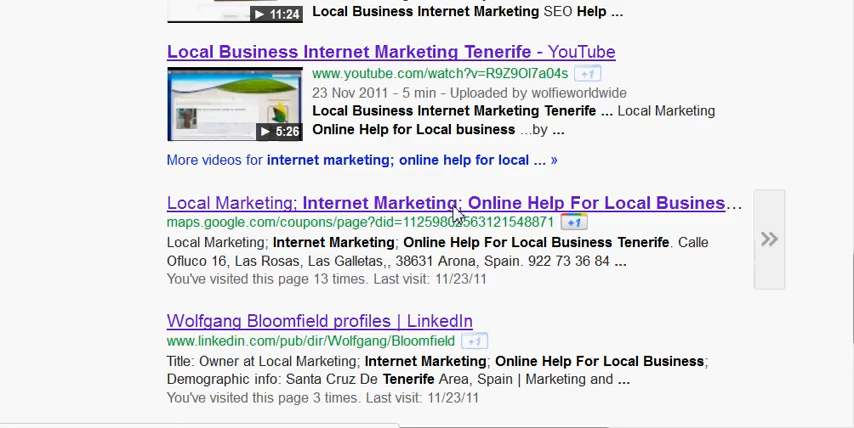 11:24
Local Business Internet Marketing SEO Help ...
Local Business Internet Marketing Tenerife - YouTube
www.youtube.com/watch?v=R9Z9Ol7a04s +1
23 Nov 2011 - 5 min - Uploaded by wolfieworldwide
Local Business Internet Marketing Tenerife ... Local Marketing
5:26
Online Help for Local business ...by ...
More videos for internet marketing; online help for local ... »
Local Marketing; Internet Marketing; Online Help For Local Busines...
maps.google.com/coupons/page?did=11259802563121548871 +1
Local Marketing; Internet Marketing; Online Help For Local Business Tenerife. Calle
Ofluco 16, Las Rosas, Las Galletas,, 38631 Arona, Spain. 922 73 36 84 ...
You've visited this page 13 times. Last visit: 11/23/11
Wolfgang Bloomfield profiles | LinkedIn
www.linkedin.com/pub/dir/Wolfgang/Bloomfield +1
Title: Owner at Local Marketing; Internet Marketing; Online Help For Local Business;
Demographic info: Santa Cruz De Tenerife Area, Spain | Marketing and ...
You've visited this page 3 times. Last visit: 11/23/11